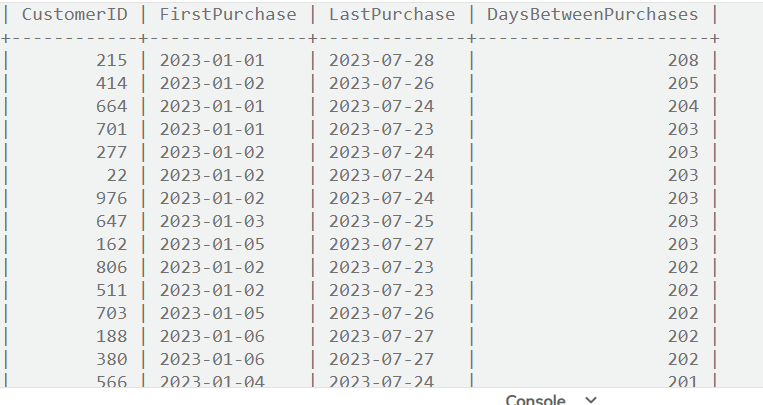 | CustomerID | FirstPurchase | LastPurchase | DaysBetweenPurchases |
+------------+---------------+--------------+----------------------+
|        215 | 2023-01-01    | 2023-07-28   |                  208 |
|        414 | 2023-01-02    | 2023-07-26   |                  205 |
|        664 | 2023-01-01    | 2023-07-24   |                  204 |
|        701 | 2023-01-01    | 2023-07-23   |                  203 |
|        277 | 2023-01-02    | 2023-07-24   |                  203 |
|         22 | 2023-01-02    | 2023-07-24   |                  203 |
|        976 | 2023-01-02    | 2023-07-24   |                  203 |
|        647 | 2023-01-03    | 2023-07-25   |                  203 |
|        162 | 2023-01-05    | 2023-07-27   |                  203 |
|        806 | 2023-01-02    | 2023-07-23   |                  202 |
|        511 | 2023-01-02    | 2023-07-23   |                  202 |
|        703 | 2023-01-05    | 2023-07-26   |                  202 |
|        188 | 2023-01-06    | 2023-07-27   |                  202 |
|        380 | 2023-01-06    | 2023-07-27   |                  202 |
|        566 | 2023-01-04    | 2023-07-24   |                  201 |
Console